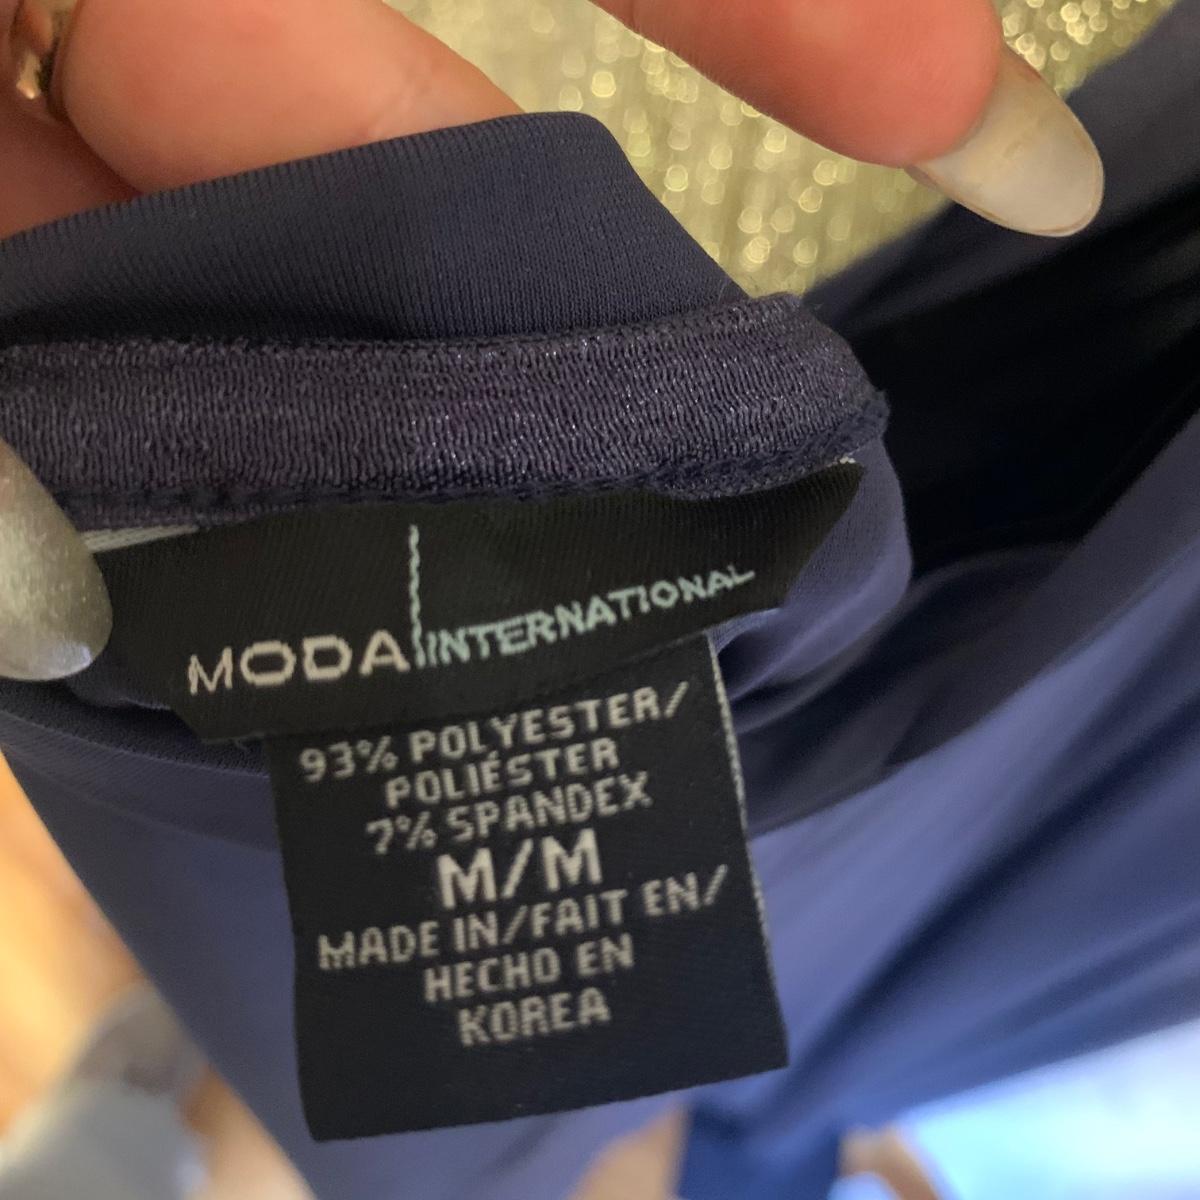 MODA INTERNATIONAL
93% POLYESTER/
POLIÉSTER
7% SPANDEX
M/M
MADE IN/FAIT EN/
HECHO EN
KOREA